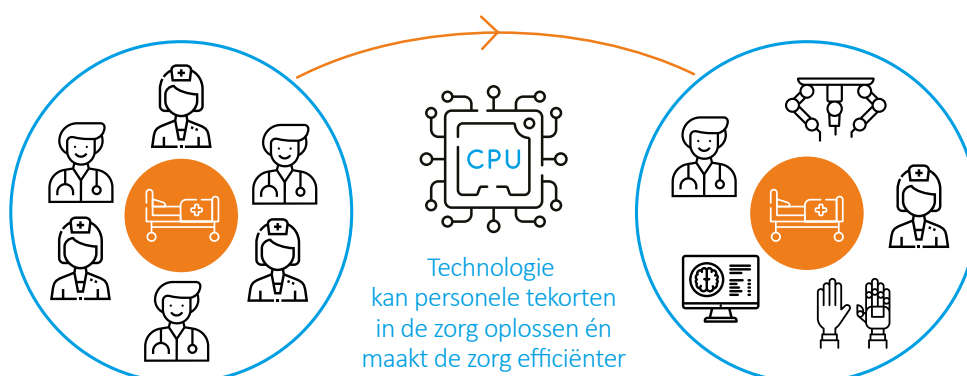 CPU
Technologie
kan personele tekorten
in de zorg oplossen én
maakt de zorg efficiënter